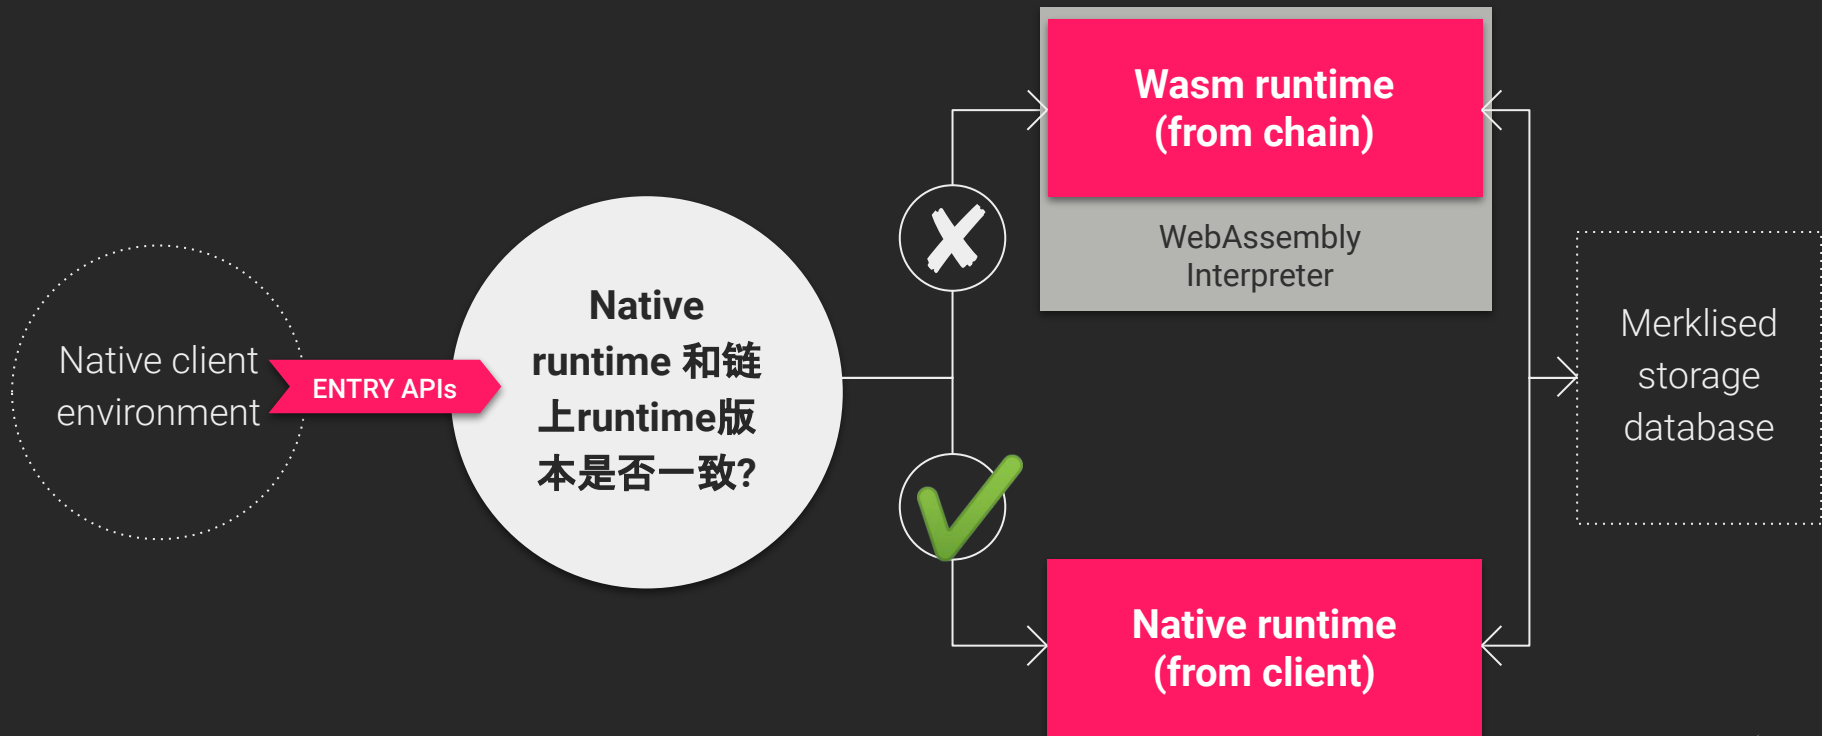 Native client
environment
ENTRY APIs
Native
runtime 和链
上runtime版
本是否一致?
Wasm runtime
(from chain)
WebAssembly
Interpreter
Native runtime
(from client)
Merklised
storage
database